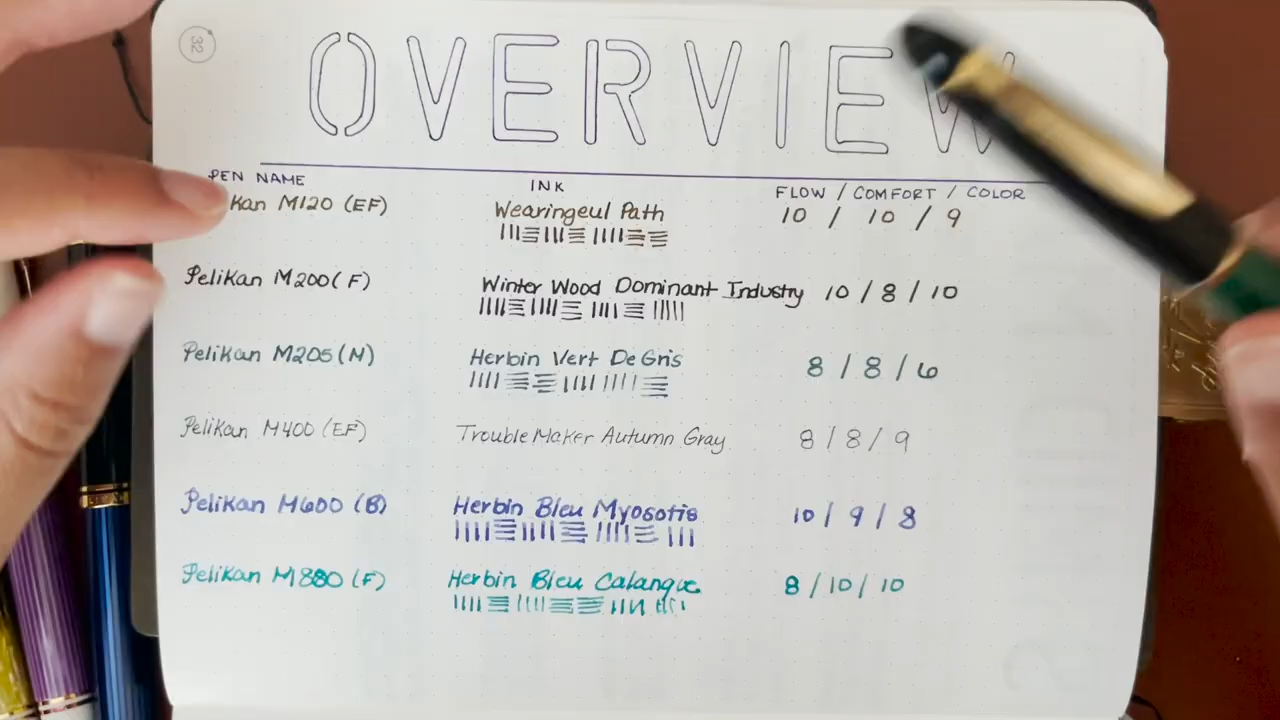 32
OVERVIEW
PEN NAME INK FLOW / COMFORT / COLOR
kan M120 (EF) Wearingeul Path 10 / 10 / 9
Pelikan M200(F) Winter Wood Dominant Industry 10 / 8 / 10
Pelikan M205(M) Herbin Vert De Gris 8 / 8 / 6
Pelikan M400 (EF) TroubleMaker Autumn Gray 8 / 8 / 9
Pelikan M600 (B) Herbin Bleu Myosotis 10 / 9 / 8
Pelikan M880 (F) Herbin Bleu Calanque 8 / 10 / 10